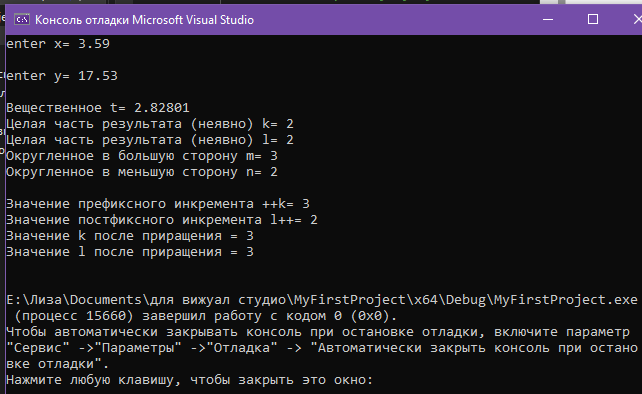 Консоль отладки Microsoft Visual Studio
enter x= 3.59
enter y= 17.53
Вещественное t= 2.82801
Целая часть результата (неявно) k= 2
Целая часть результата (неявно) l= 2
Округленное в большую сторону m= 3
Округленное в меньшую сторону n= 2
Значение префиксного инкремента ++k= 3
Значение постфиксного инкремента l++= 2
Значение k после приращения = 3
Значение l после приращения = 3
E:\Лиза\Documents\для вижуал студио\MyFirstProject\x64\Debug\MyFirstProject.exe
(процесс 15660) завершил работу с кодом 0 (0x0).
Чтобы автоматически закрывать консоль при остановке отладки, включите параметр
"Сервис" ->"Параметры" ->"Отладка" -> "Автоматически закрыть консоль при остано
вке отладки".
Нажмите любую клавишу, чтобы закрыть это окно: